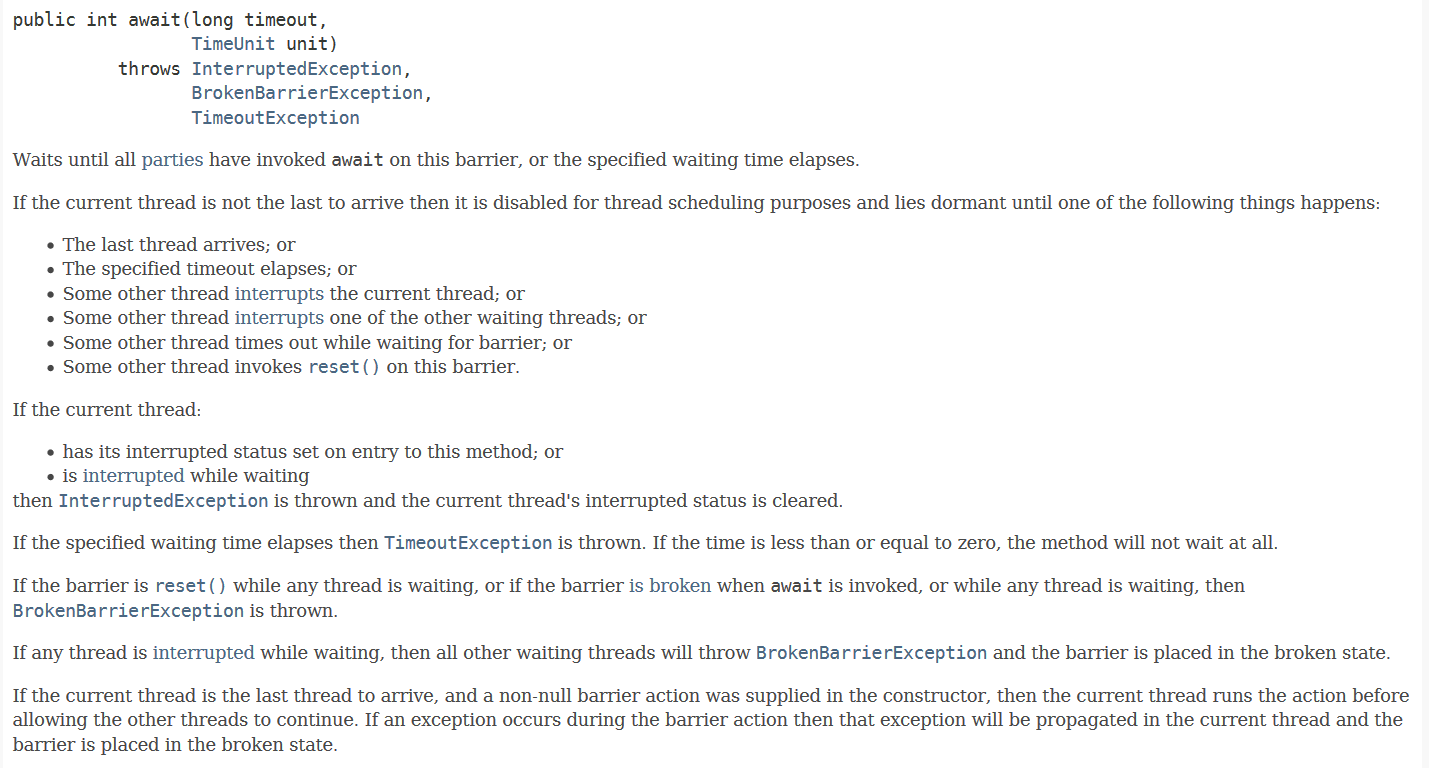 public int await(long timeout,
TimeUnit unit)
throws InterruptedException,
BrokenBarrierException,
TimeoutException
Waits until all parties have invoked await on this barrier, or the specified waiting time elapses.
If the current thread is not the last to arrive then it is disabled for thread scheduling purposes and lies dormant until one of the following things happens:
• The last thread arrives; or
• The specified timeout elapses; or
• Some other thread interrupts the current thread; or
• Some other thread interrupts one of the other waiting threads; or
• Some other thread times out while waiting for barrier; or
• Some other thread invokes reset() on this barrier.
If the current thread:
• has its interrupted status set on entry to this method; or
• is interrupted while waiting
then InterruptedException is thrown and the current thread's interrupted status is cleared.
If the specified waiting time elapses then TimeoutException is thrown. If the time is less than or equal to zero, the method will not wait at all.
If the barrier is reset() while any thread is waiting, or if the barrier is broken when await is invoked, or while any thread is waiting, then
BrokenBarrierException is thrown.
If any thread is interrupted while waiting, then all other waiting threads will throw BrokenBarrierException and the barrier is placed in the broken state.
If the current thread is the last thread to arrive, and a non-null barrier action was supplied in the constructor, then the current thread runs the action before
allowing the other threads to continue. If an exception occurs during the barrier action then that exception will be propagated in the current thread and the
barrier is placed in the broken state.